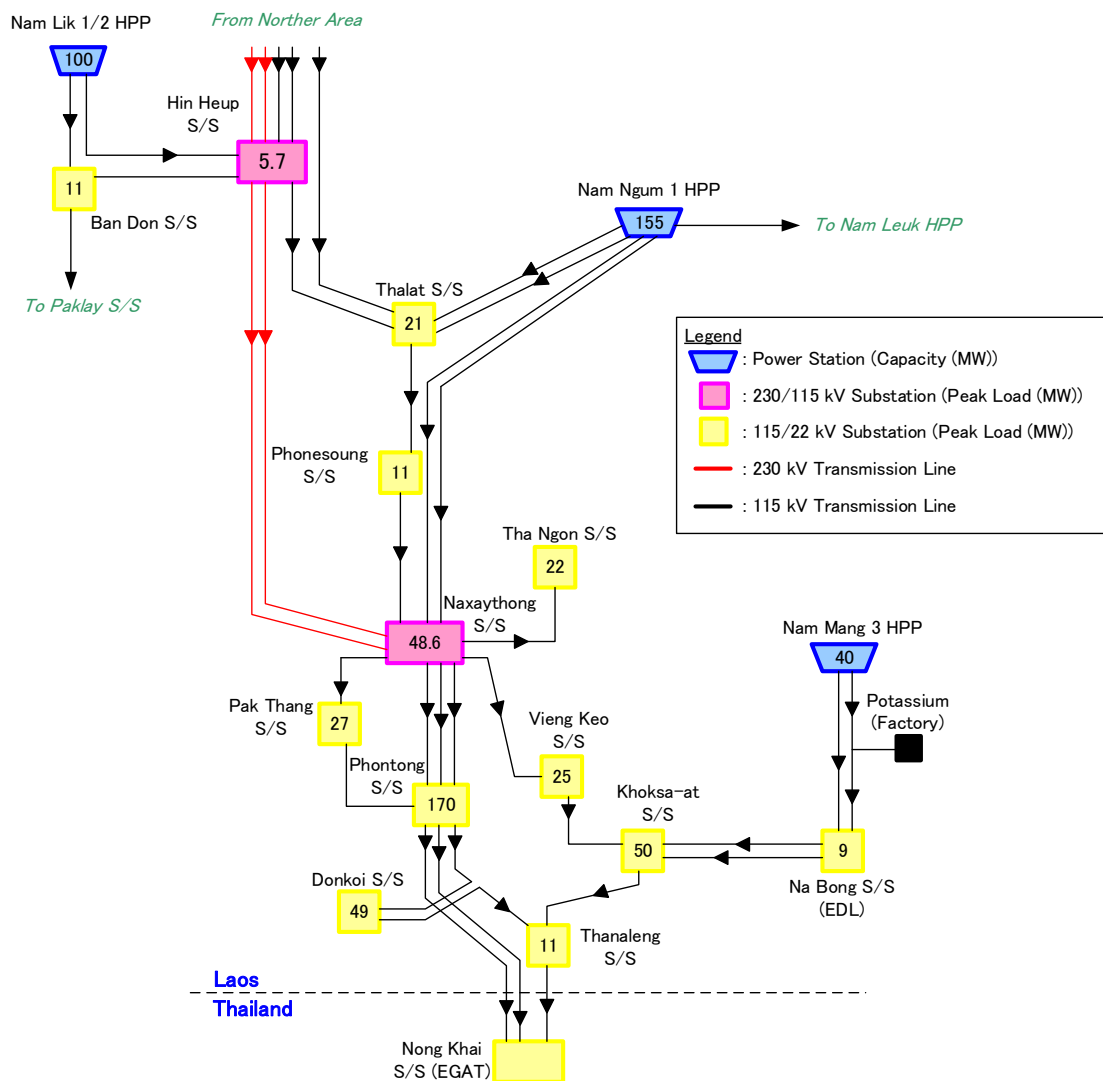 Nam Lik 1/2 HPP
From Norther Area
100
Hin Heup
S/S
5.7
11
Ban Don S/S
To Paklay S/S
Nam Ngum 1 HPP
155
To Nam Leuk HPP
Thalat S/S
21
Legend
: Power Station (Capacity (MW))
: 230/115 kV Substation (Peak Load (MW))
: 115/22 kV Substation (Peak Load (MW))
: 230 kV Transmission Line
: 115 kV Transmission Line
Phonesoung
S/S
11
Tha Ngon S/S
22
Naxaythong
S/S
48.6
Nam Mang 3 HPP
40
Potassium
(Factory)
Pak Thang
S/S
27
Vieng Keo
S/S
25
Phontong
S/S
170
Khoksa-at
S/S
50
9
Na Bong S/S
(EDL)
Donkoi S/S
49
11
Thanaleng
S/S
Laos
Thailand
Nong Khai
S/S (EGAT)